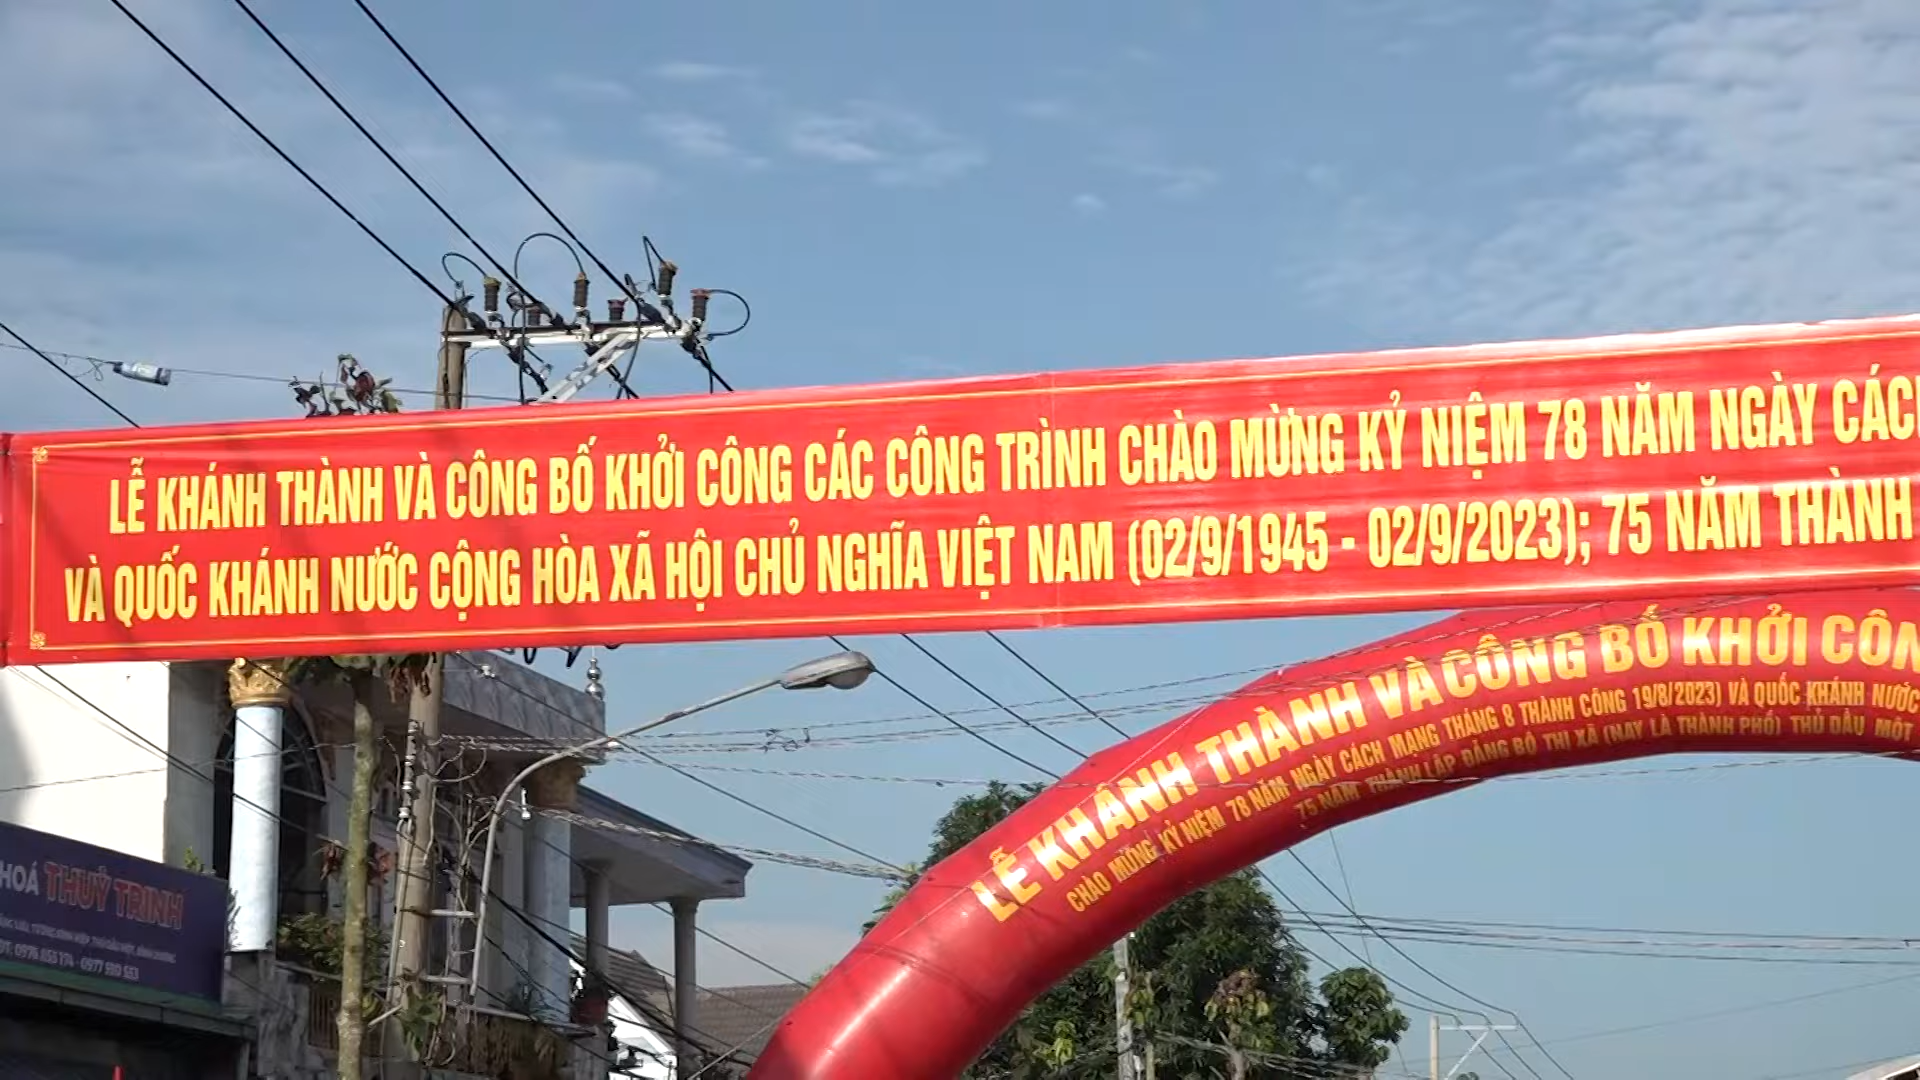 LỄ KHÁNH THÀNH VÀ CÔNG BỐ KHỞI CÔNG CÁC CÔNG TRÌNH CHÀO MỪNG KỶ NIỆM 78 NĂM NGÀY CÁC
VÀ QUỐC KHÁNH NƯỚC CỘNG HÒA XÃ HỘI CHỦ NGHĨA VIỆT NAM (02/9/1945 - 02/9/2023); 75 NĂM THÀNH
LỄ KHÁNH THÀNH VÀ CÔNG BỐ KHỞI CÔN
CHÀO MỪNG KỶ NIỆM 78 NĂM NGÀY CÁCH MẠNG THÁNG 8 THÀNH CÔNG 19/8/2023) VÀ QUỐC KHÁNH NƯỚC
75 NĂM THÀNH LẬP ĐẢNG BỘ THỊ XÃ (NAY LÀ THÀNH PHỐ) THỦ DẦU MỘT
HOÁ THUỲ TRINH